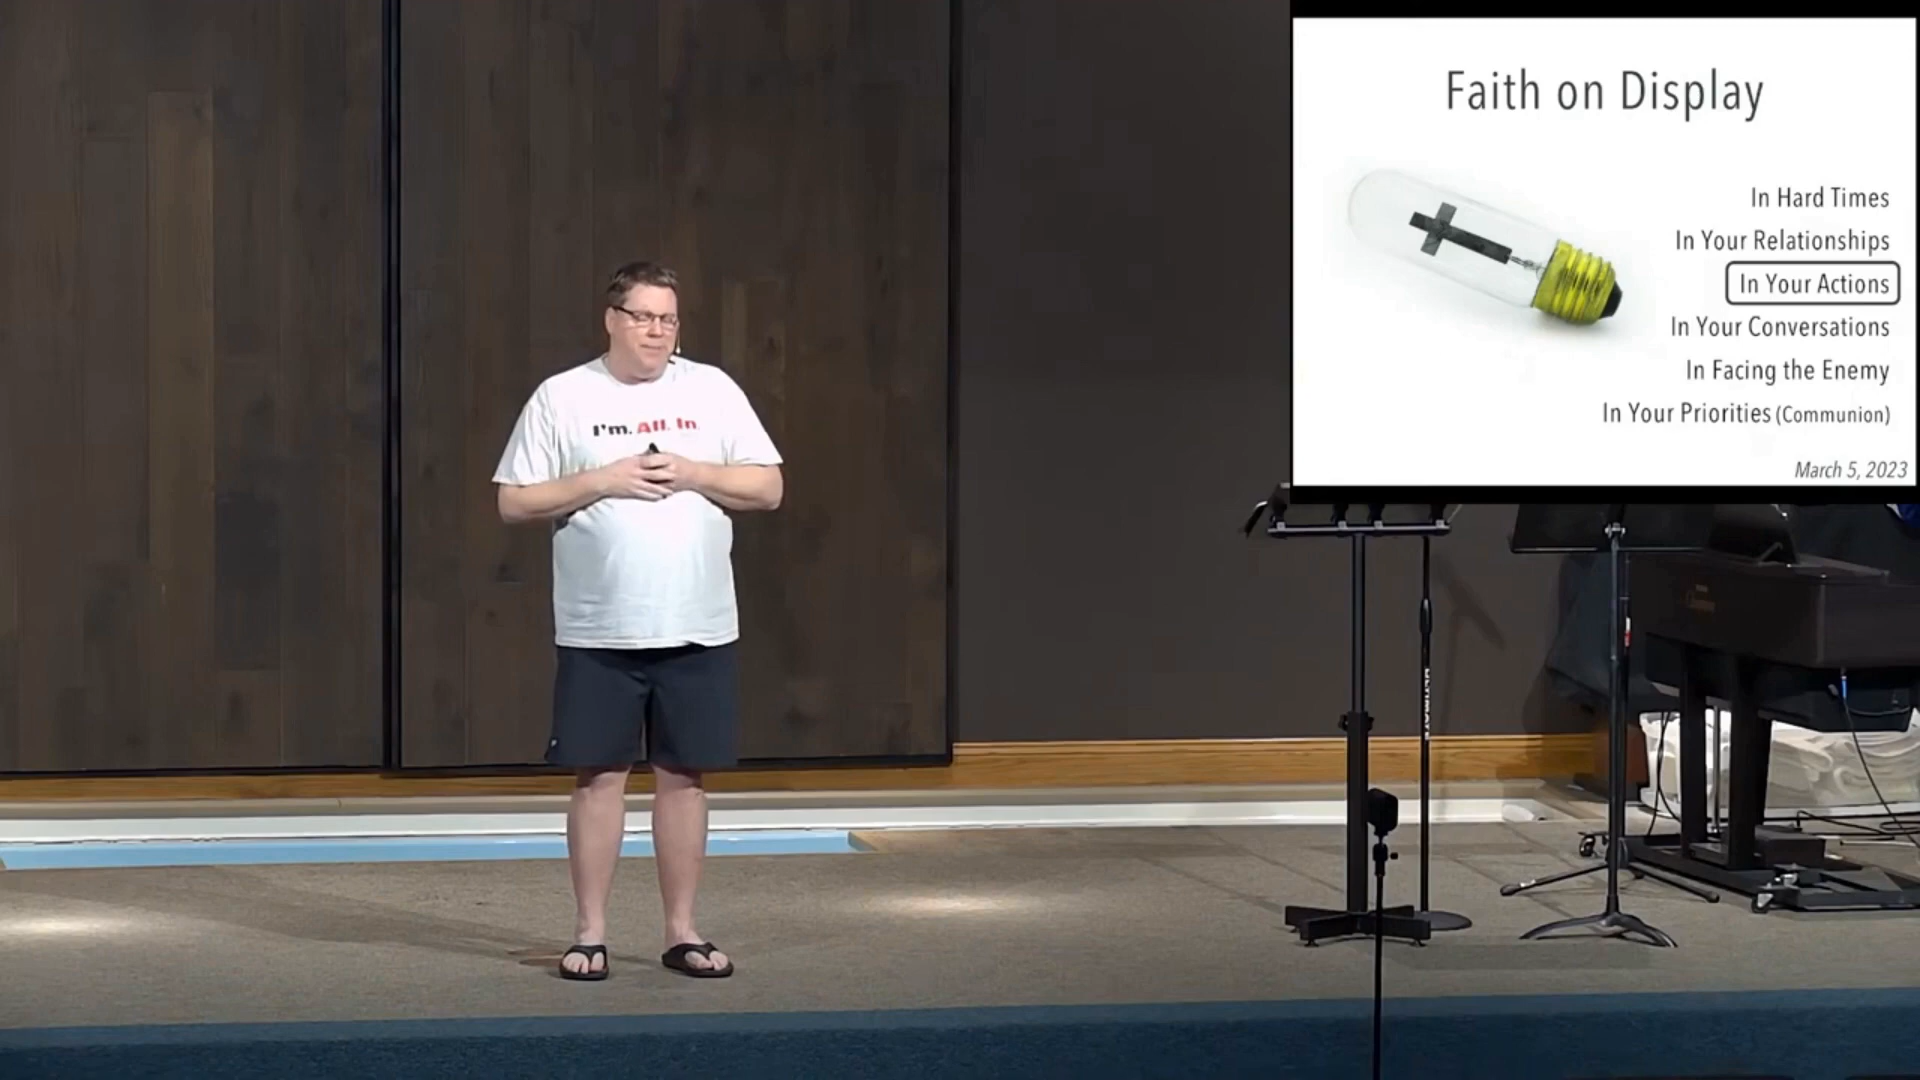 Faith on Display
In Hard Times
In Your Relationships
In Your Actions
In Your Conversations
In Facing the Enemy
In Your Priorities (Communion)
March 5, 2023
I'm. All. In.